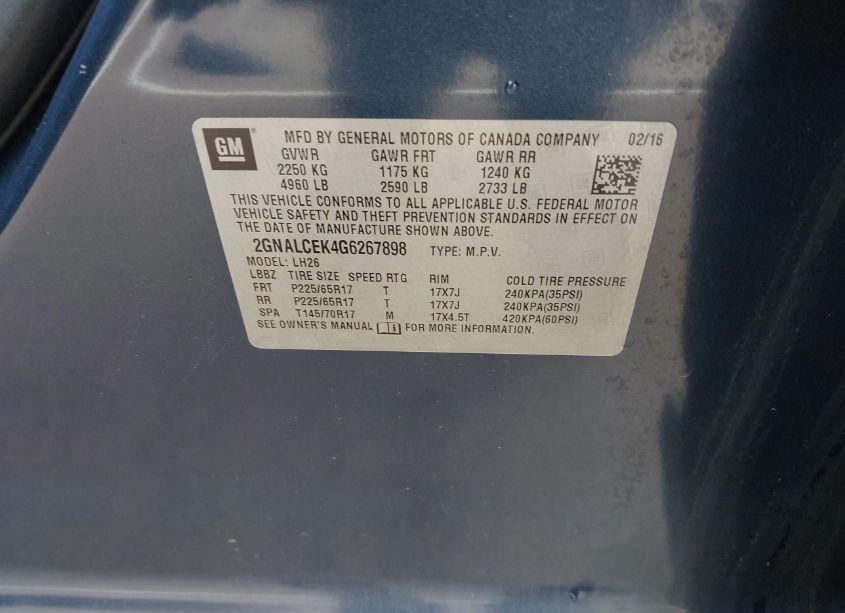 GM MFD BY GENERAL MOTORS OF CANADA COMPANY 02/16
GVWR GAWR FRT GAWR RR
2250 KG 1175 KG 1240 KG
4960 LB 2590 LB 2733 LB
THIS VEHICLE CONFORMS TO ALL APPLICABLE U.S. FEDERAL MOTOR
VEHICLE SAFETY AND THEFT PREVENTION STANDARDS IN EFFECT ON
THE DATE OF MANUFACTURE SHOWN ABOVE.
2GNALCEK4G6267898 TYPE: M.P.V.
MODEL: LH26
LBBZ TIRE SIZE SPEED RTG RIM COLD TIRE PRESSURE
FRT P225/65R17 T 17X7J 240KPA(35PSI)
RR P225/65R17 T 17X7J 240KPA(35PSI)
SPA T145/70R17 M 17X4.5T 420KPA(60PSI)
SEE OWNER'S MANUAL FOR MORE INFORMATION.